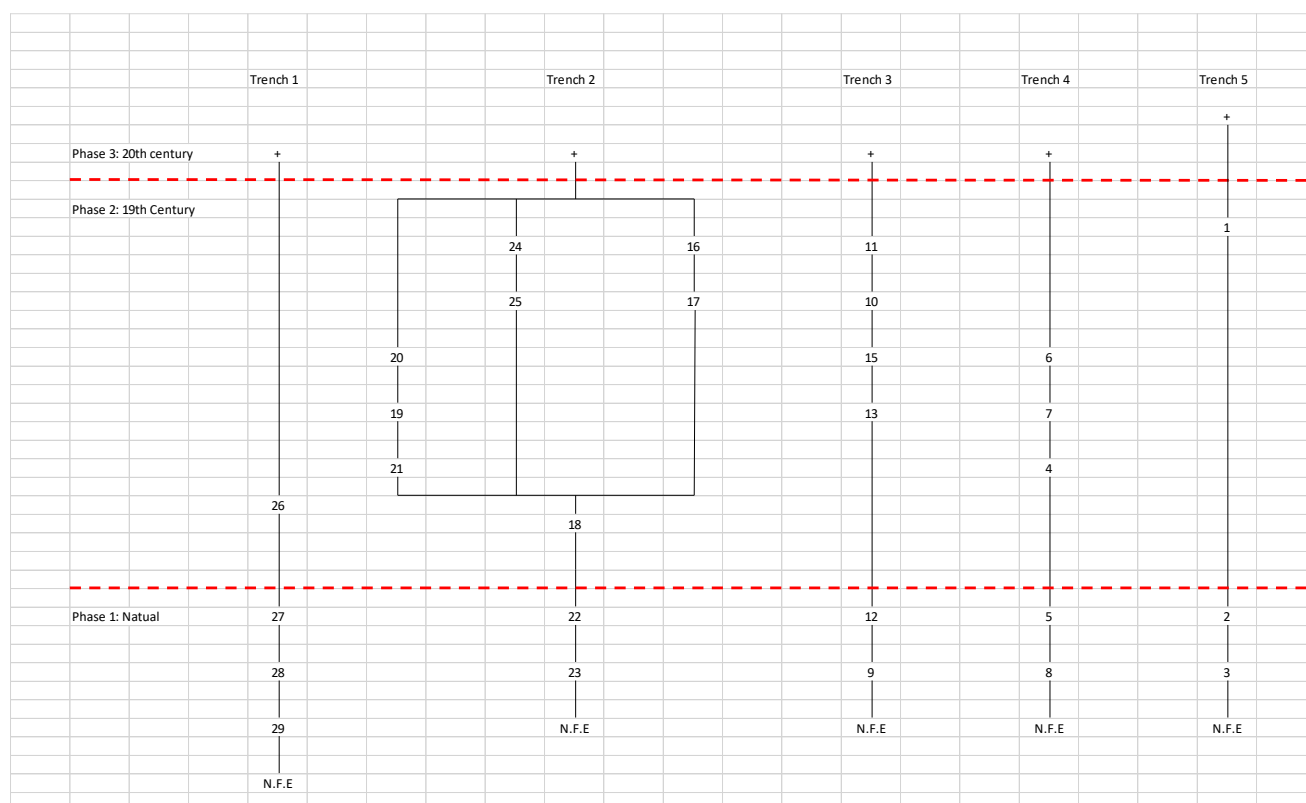 Trench 1 Trench 2 Trench 3 Trench 4 Trench 5
+
Phase 3: 20th century + + + +
Phase 2: 19th Century
1
24 16 11
25 17 10
20 15 6
19 13 7
21 4
26
18
Phase 1: Natual 27 22 12 5 2
28 23 9 8 3
29 N.F.E N.F.E N.F.E N.F.E
N.F.E